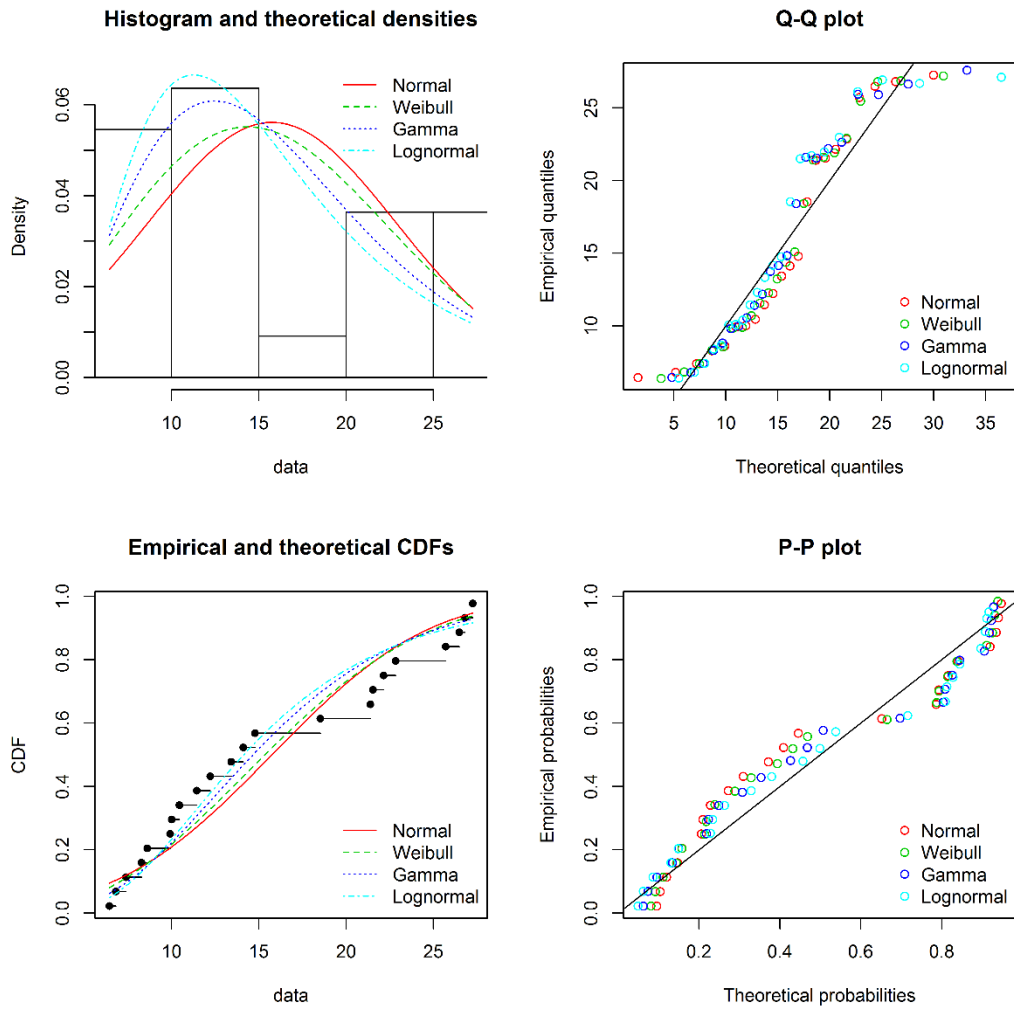 Histogram and theoretical densities
Density
0.00
0.02
0.04
0.06
Normal
Weibull
Gamma
Lognormal
10
15
20
25
data
Q-Q plot
Empirical quantiles
10
15
20
25
Normal
Weibull
Gamma
Lognormal
5
10
15
20
25
30
35
Theoretical quantiles
Empirical and theoretical CDFs
CDF
0.0
0.2
0.4
0.6
0.8
1.0
Normal
Weibull
Gamma
Lognormal
10
15
20
25
data
P-P plot
Empirical probabilities
0.0
0.2
0.4
0.6
0.8
1.0
Normal
Weibull
Gamma
Lognormal
0.2
0.4
0.6
0.8
Theoretical probabilities